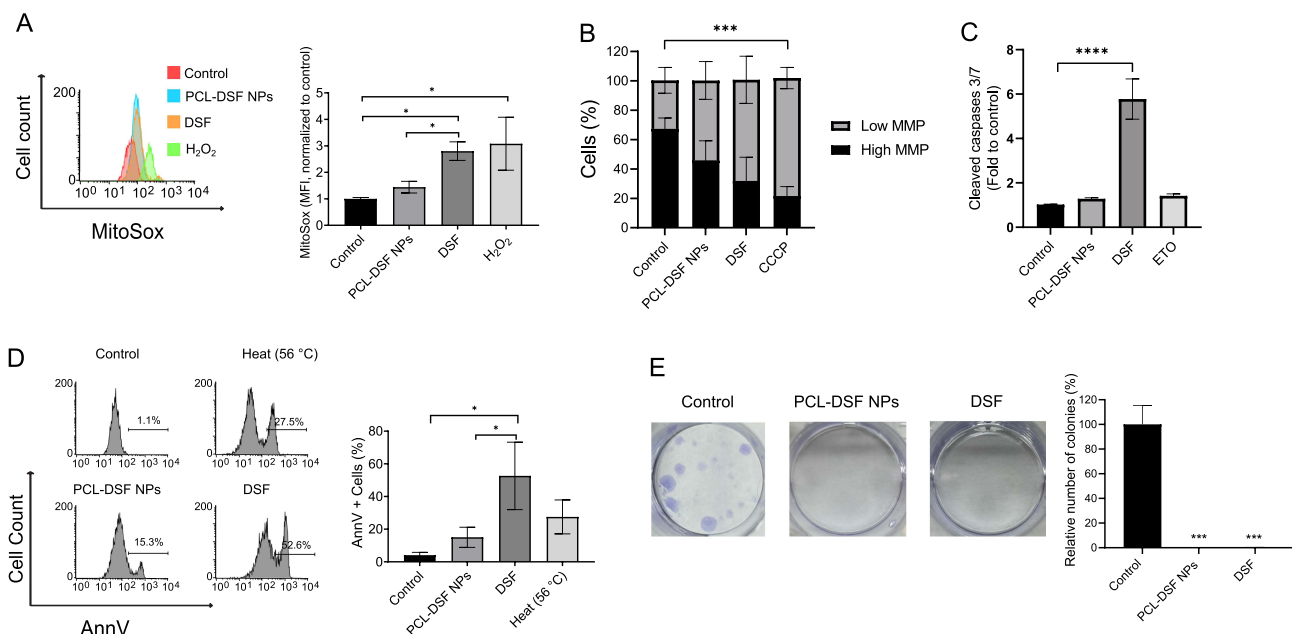 A
Control
PCL-DSF NPs
DSF
H₂O₂
200
0
10⁰ 10¹ 10² 10³ 10⁴
Cell count
MitoSox
MitoSox (MFI, normalized to control)
5
4
3
2
1
0
*
*
*
Control
PCL-DSF NPs
DSF
H₂O₂
B
***
120
100
80
60
40
20
0
Cells (%)
Low MMP
High MMP
Control
PCL-DSF NPs
DSF
CCCP
C
****
8
6
4
2
0
Cleaved caspases 3/7
(Fold to control)
Control
PCL-DSF NPs
DSF
ETO
D
Control
200
1.1%
0
10⁰ 10¹ 10² 10³ 10⁴
Heat (56 °C)
200
27.5%
0
10⁰ 10¹ 10² 10³ 10⁴
PCL-DSF NPs
200
15.3%
0
10⁰ 10¹ 10² 10³ 10⁴
DSF
200
52.6%
0
10⁰ 10¹ 10² 10³ 10⁴
Cell Count
AnnV
*
*
80
60
40
20
0
AnnV + Cells (%)
Control
PCL-DSF NPs
DSF
Heat (56 °C)
E
Control
PCL-DSF NPs
DSF
Relative number of colonies (%)
120
100
80
60
40
20
0
***
***
Control
PCL-DSF NPs
DSF